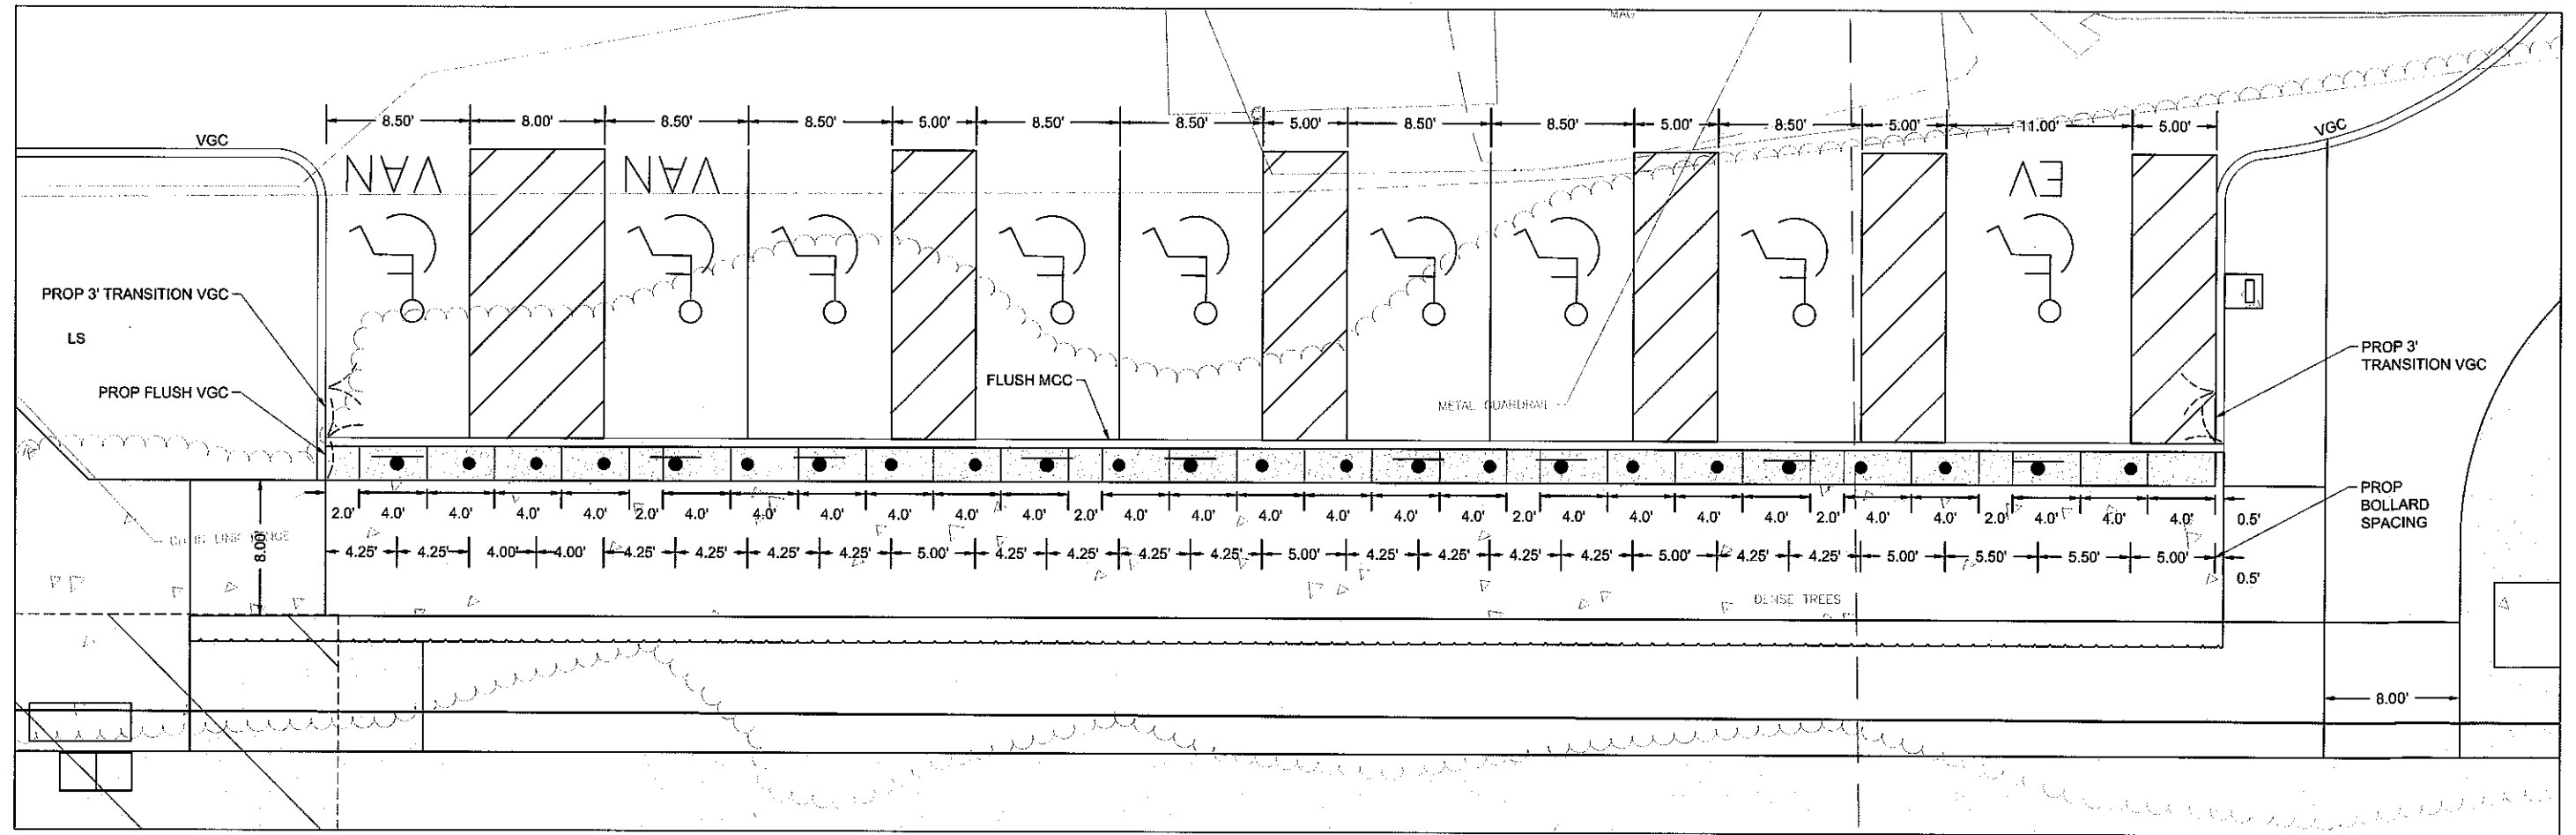 MAG
8.50' 8.00' 8.50' 8.50' 5.00' 8.50' 8.50' 5.00' 8.50' 8.50' 5.00' 8.50' 5.00' 11.00' 5.00'
VGC
VGC
VAN
VAN
EV
PROP 3' TRANSITION VGC
LS
PROP FLUSH VGC
FLUSH MCC
METAL GUARDRAIL
PROP 3'
TRANSITION VGC
PROP
BOLLARD
SPACING
2.0' 4.0' 4.0' 4.0' 4.0' 2.0' 4.0' 4.0' 4.0' 4.0' 4.0' 4.0' 2.0' 4.0' 4.0' 4.0' 4.0' 4.0' 4.0' 2.0' 4.0' 4.0' 4.0' 4.0' 2.0' 4.0' 4.0' 2.0' 4.0' 4.0' 4.0' 0.5'
CHAIN LINK FENCE
8.00'
4.25' 4.25' 4.00' 4.00' 4.25' 4.25' 4.25' 4.25' 5.00' 4.25' 4.25' 4.25' 4.25' 5.00' 4.25' 4.25' 4.25' 4.25' 5.00' 4.25' 4.25' 5.00' 5.50' 5.50' 5.00' 0.5'
DENSE TREES
8.00'